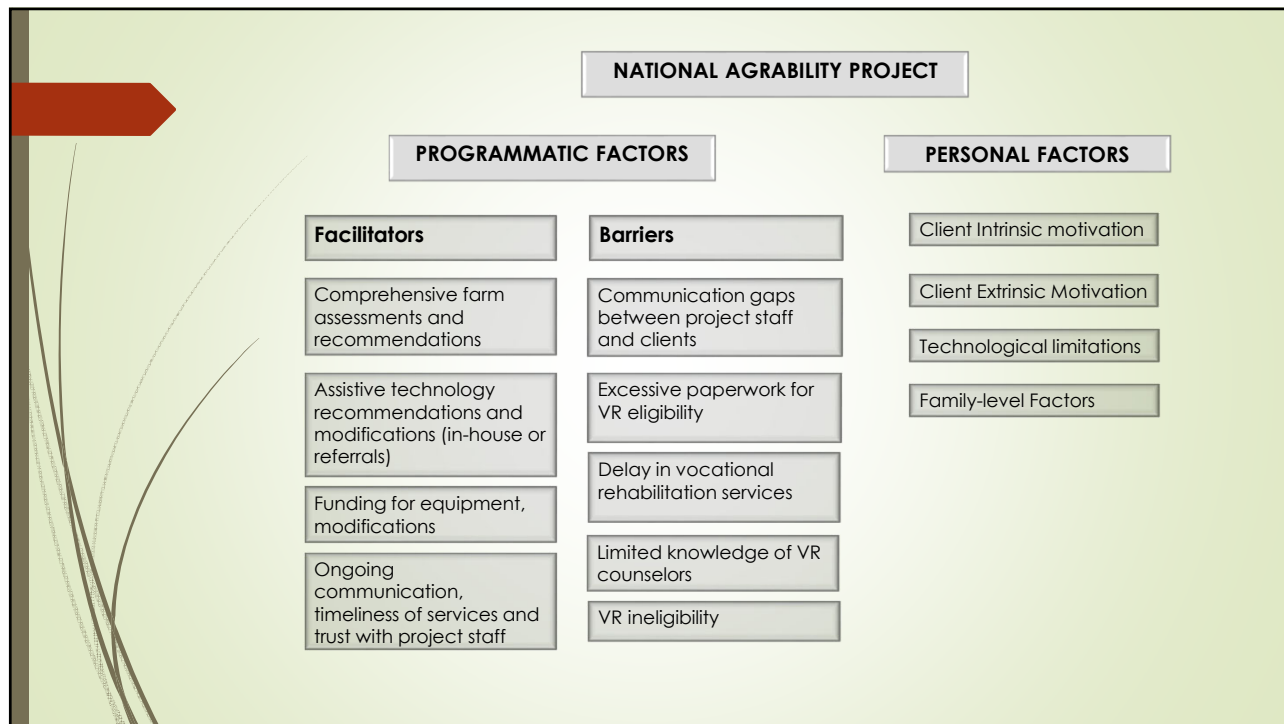 NATIONAL AGRABILITY PROJECT
PROGRAMMATIC FACTORS
PERSONAL FACTORS
Facilitators
Comprehensive farm
assessments and
recommendations
Assistive technology
recommendations and
modifications (in-house or
referrals)
Funding for equipment,
modifications
Ongoing
communication,
timeliness of services and
trust with project staff
Barriers
Communication gaps
between project staff
and clients
Excessive paperwork for
VR eligibility
Delay in vocational
rehabilitation services
Limited knowledge of VR
counselors
VR ineligibility
Client Intrinsic motivation
Client Extrinsic Motivation
Technological limitations
Family-level Factors